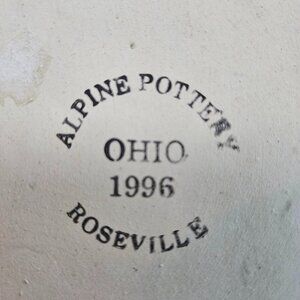 ALPINE POTTERY
OHIO
1996
ROSEVILLE